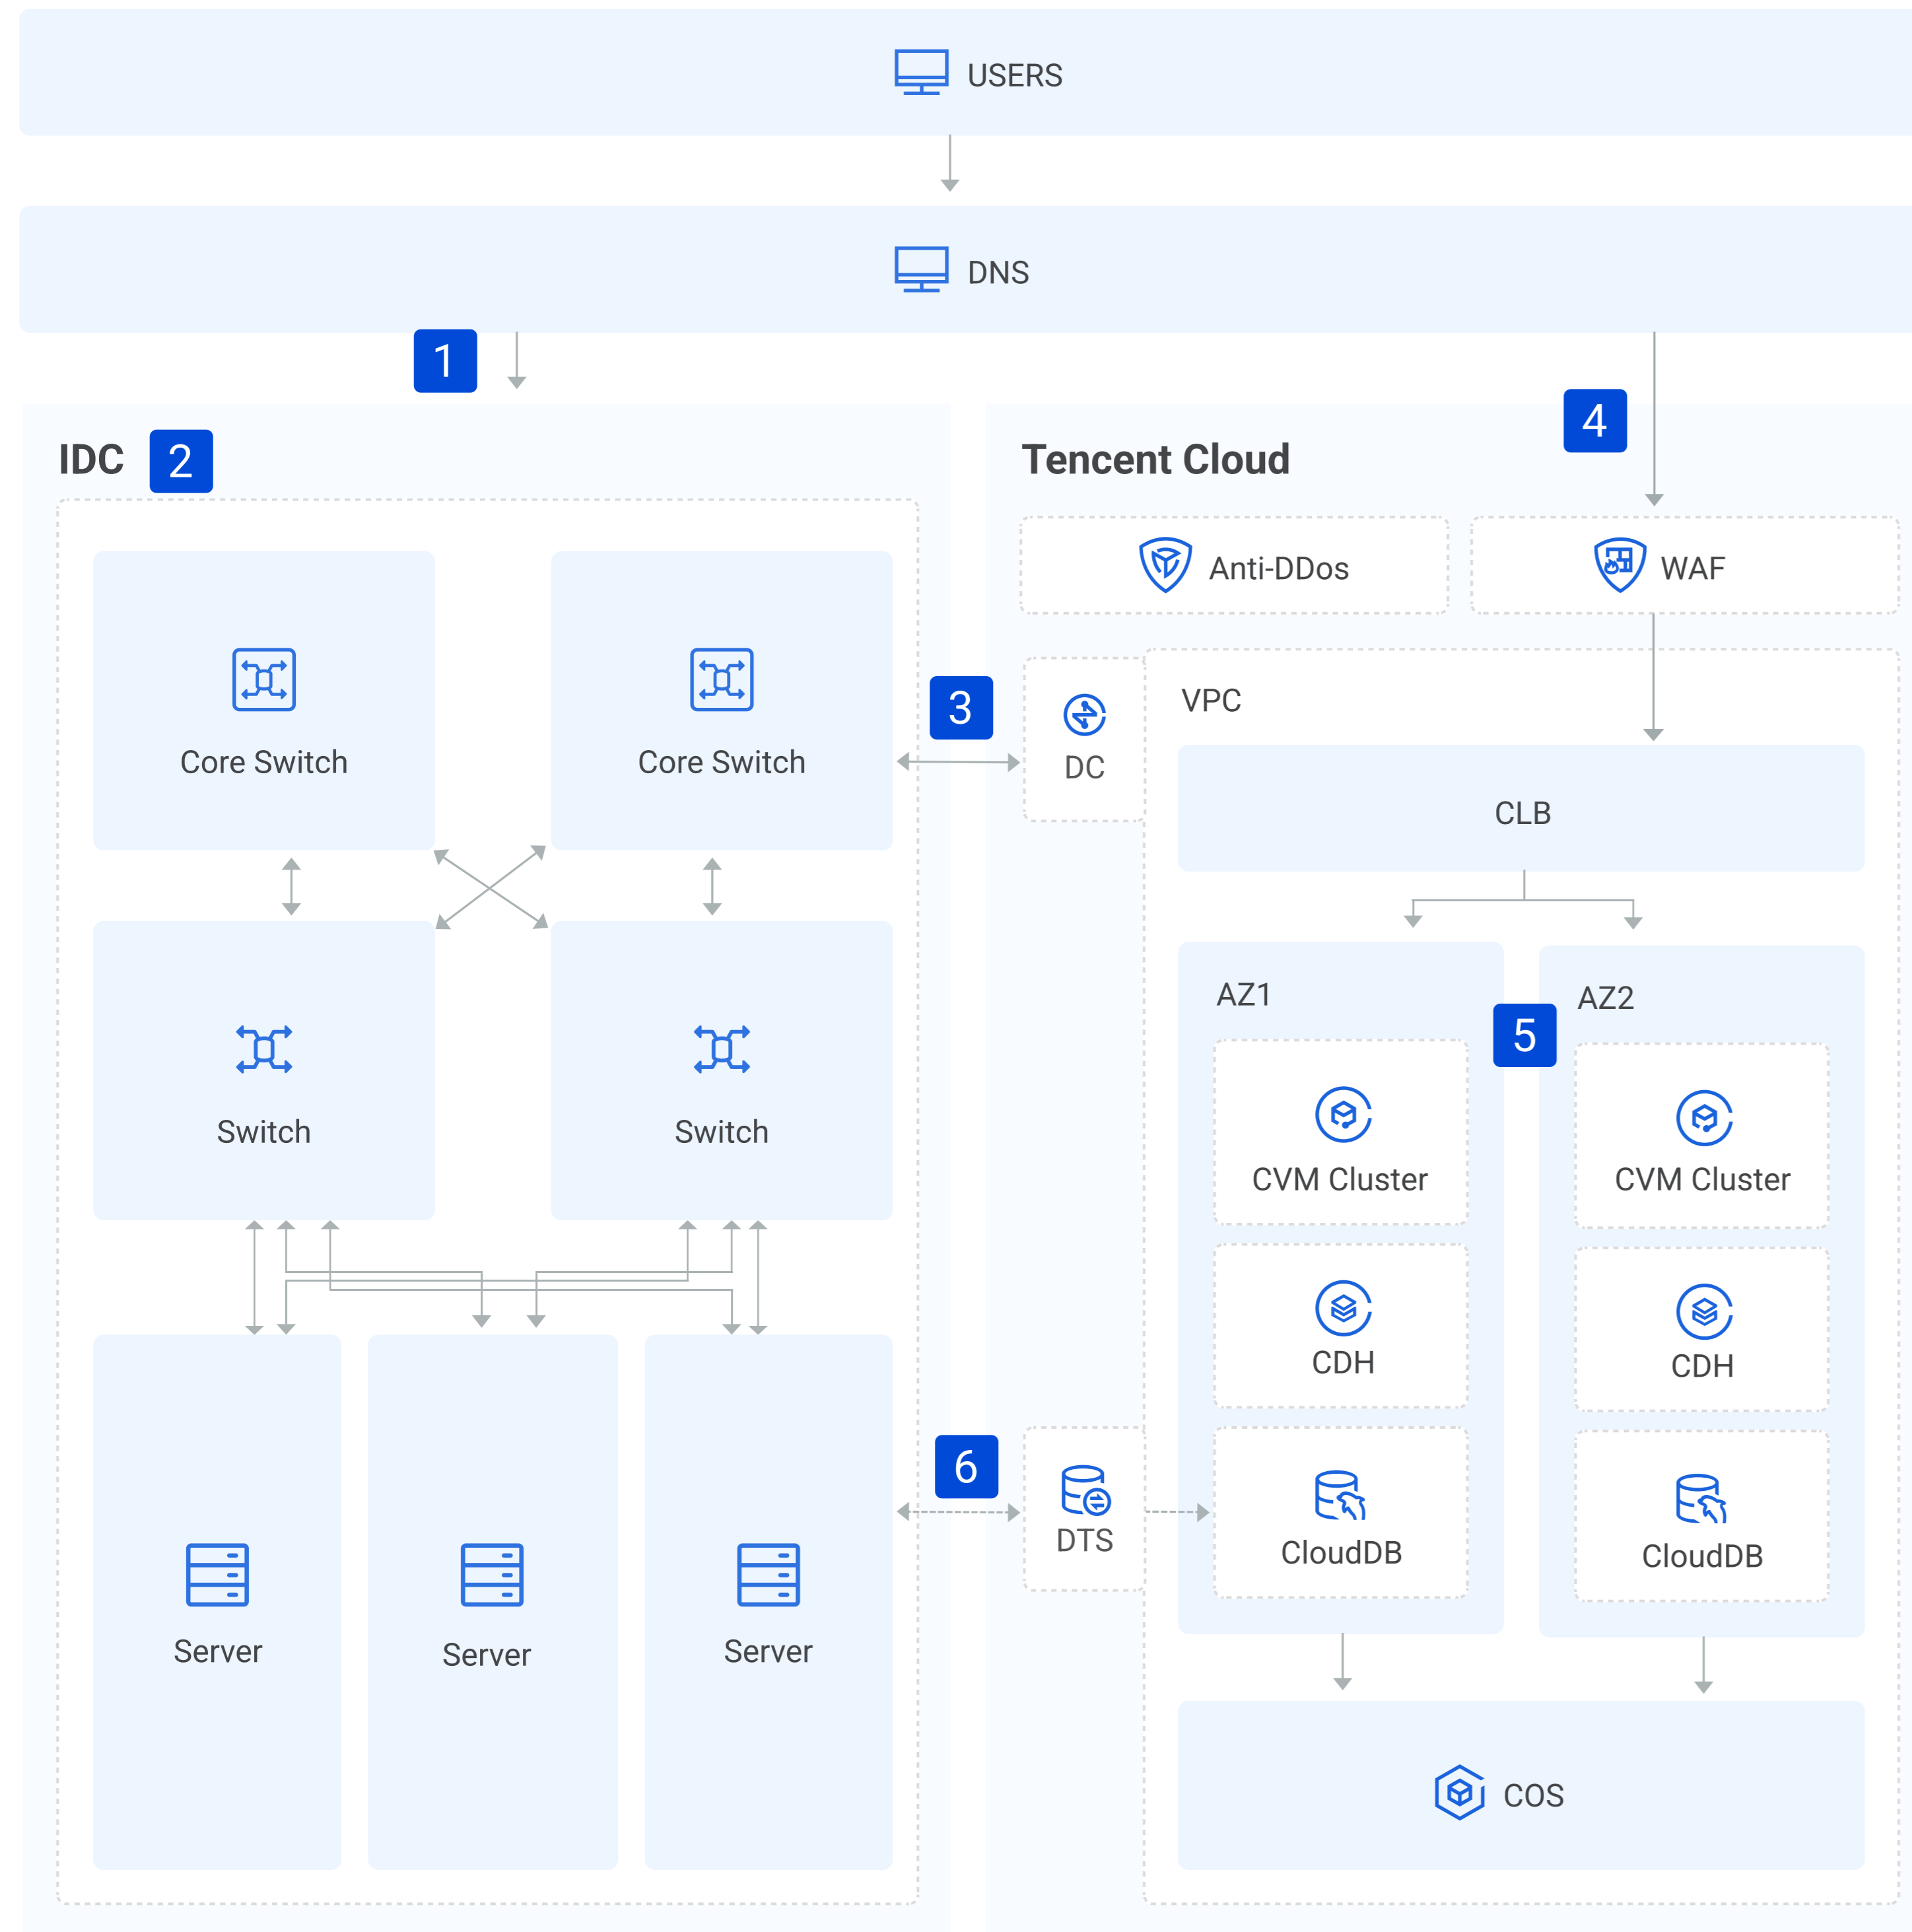 USERS
DNS
1
4
IDC
2
Tencent Cloud
Anti-DDos
WAF
Core Switch
Core Switch
3
DC
VPC
CLB
Switch
Switch
AZ1
5
AZ2
CVM Cluster
CVM Cluster
CDH
CDH
6
DTS
CloudDB
CloudDB
Server
Server
Server
COS